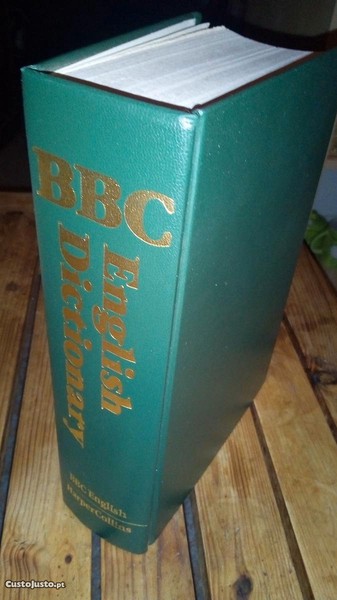 BBC
English
Dictionary
BBC English
HarperCollins
CustoJusto.pt